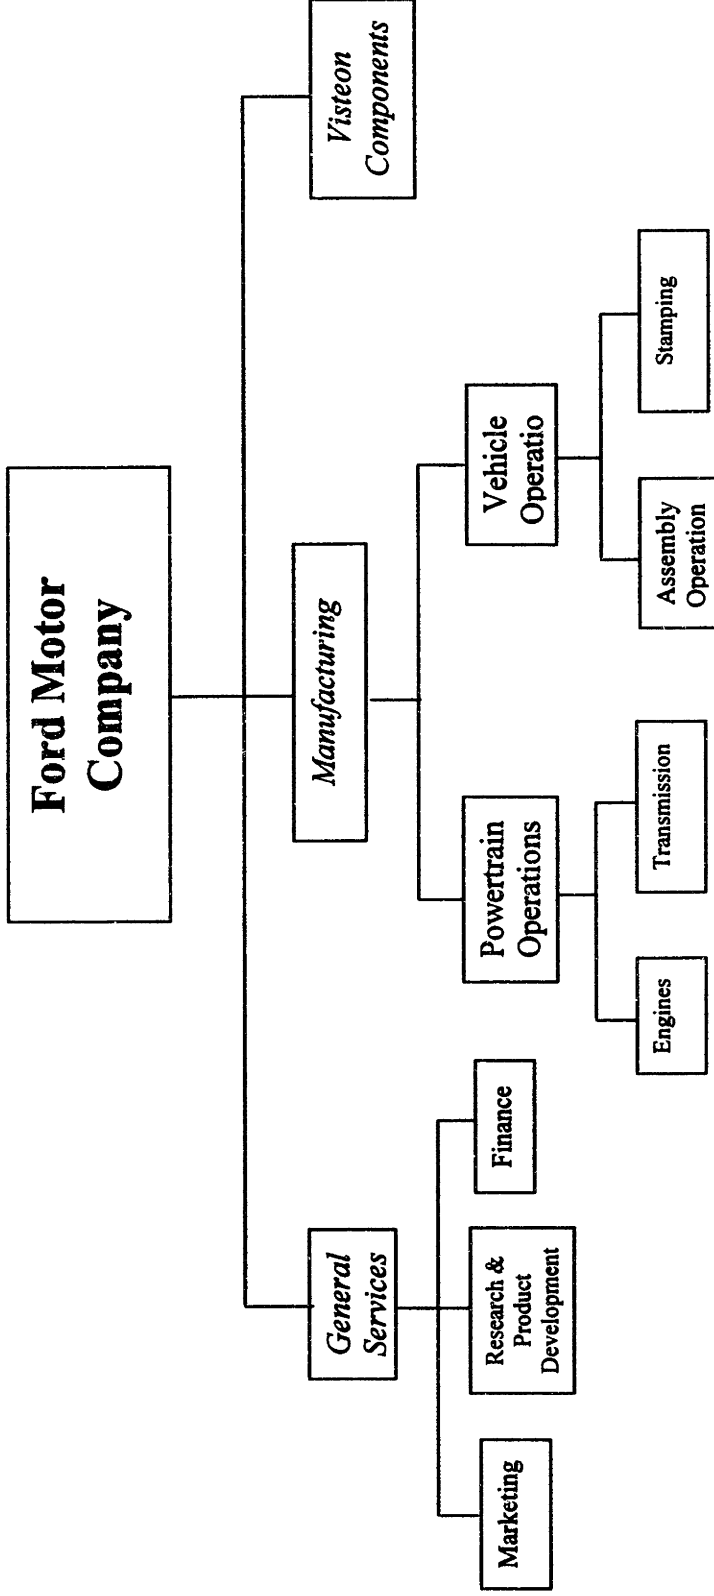 Ford Motor
Company
General
Services
Manufacturing
Visteon
Components
Marketing
Research &
Product
Development
Finance
Powertrain
Operations
Vehicle
Operatio
Engines
Transmission
Assembly
Operation
Stamping